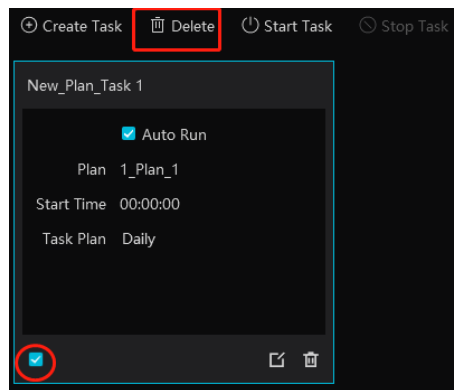 Create Task Delete Start Task Stop Task
New_Plan_Task 1
Auto Run
Plan 1_Plan_1
Start Time 00:00:00
Task Plan Daily